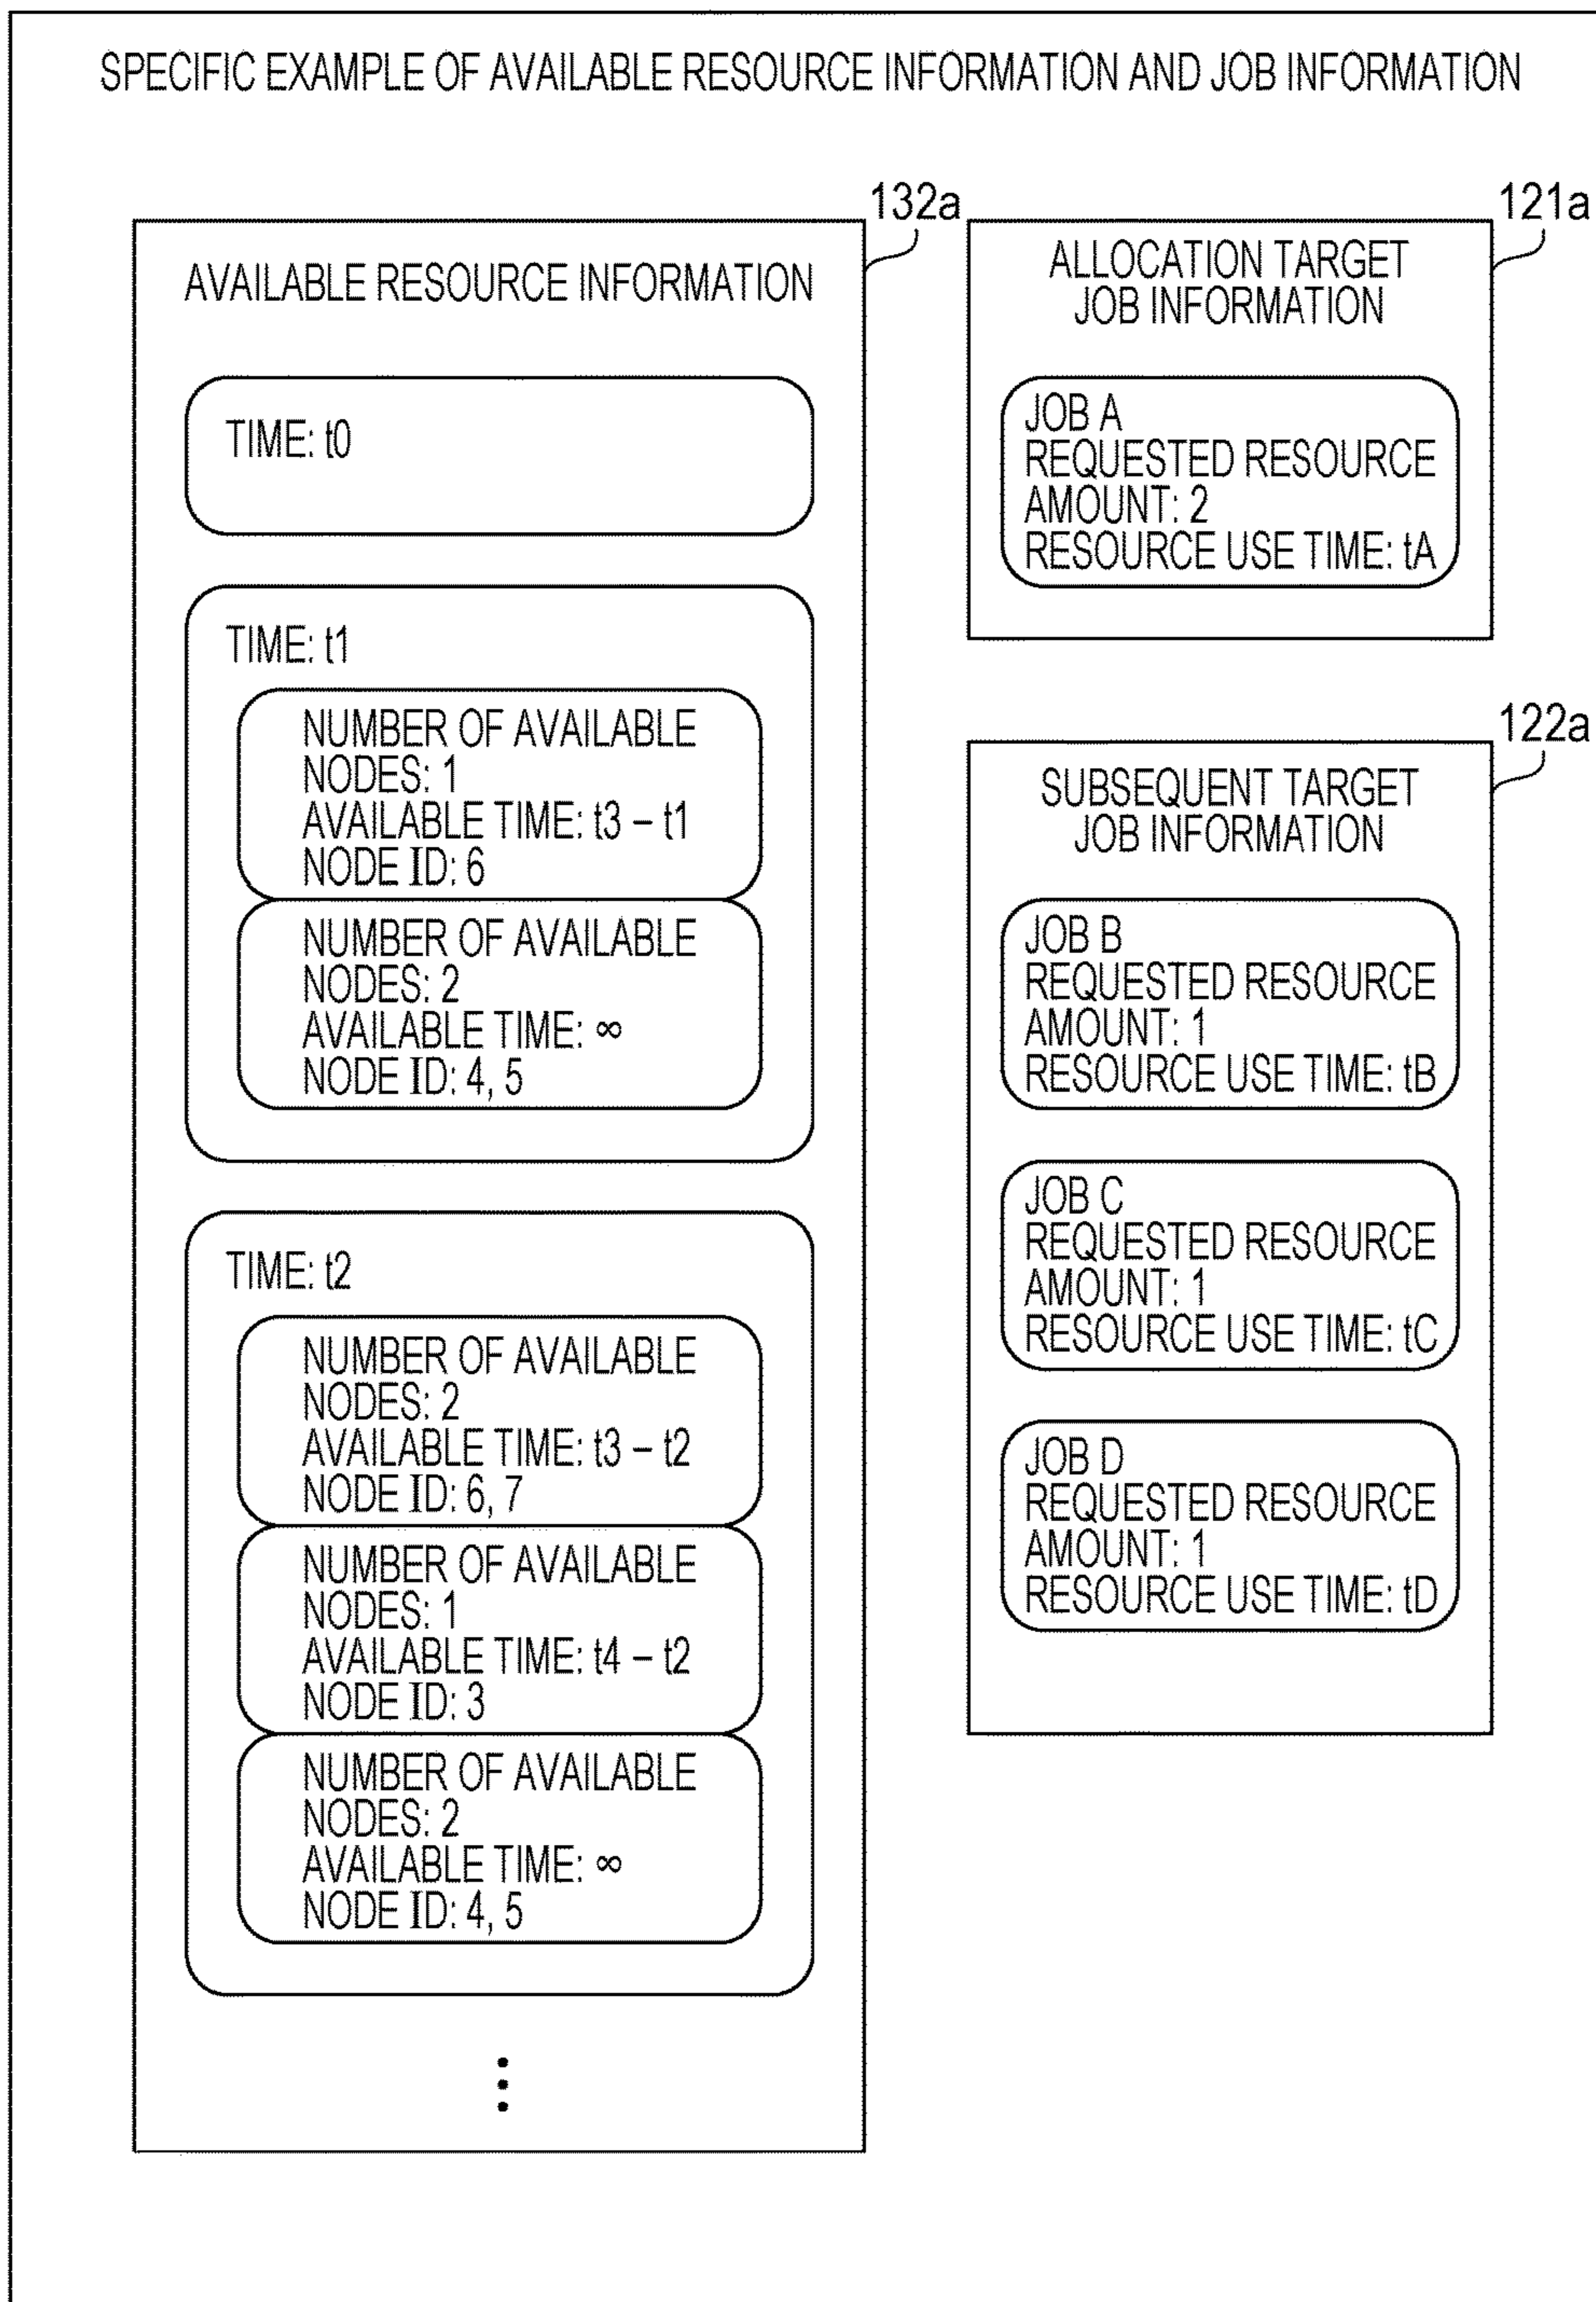 SPECIFIC EXAMPLE OF AVAILABLE RESOURCE INFORMATION AND JOB INFORMATION
132a
AVAILABLE RESOURCE INFORMATION
TIME: t0
TIME: t1
NUMBER OF AVAILABLE
NODES: 1
AVAILABLE TIME: t3 – t1
NODE ID: 6
NUMBER OF AVAILABLE
NODES: 2
AVAILABLE TIME: ∞
NODE ID: 4, 5
TIME: t2
NUMBER OF AVAILABLE
NODES: 2
AVAILABLE TIME: t3 – t2
NODE ID: 6, 7
NUMBER OF AVAILABLE
NODES: 1
AVAILABLE TIME: t4 – t2
NODE ID: 3
NUMBER OF AVAILABLE
NODES: 2
AVAILABLE TIME: ∞
NODE ID: 4, 5
121a
ALLOCATION TARGET
JOB INFORMATION
JOB A
REQUESTED RESOURCE
AMOUNT: 2
RESOURCE USE TIME: tA
122a
SUBSEQUENT TARGET
JOB INFORMATION
JOB B
REQUESTED RESOURCE
AMOUNT: 1
RESOURCE USE TIME: tB
JOB C
REQUESTED RESOURCE
AMOUNT: 1
RESOURCE USE TIME: tC
JOB D
REQUESTED RESOURCE
AMOUNT: 1
RESOURCE USE TIME: tD